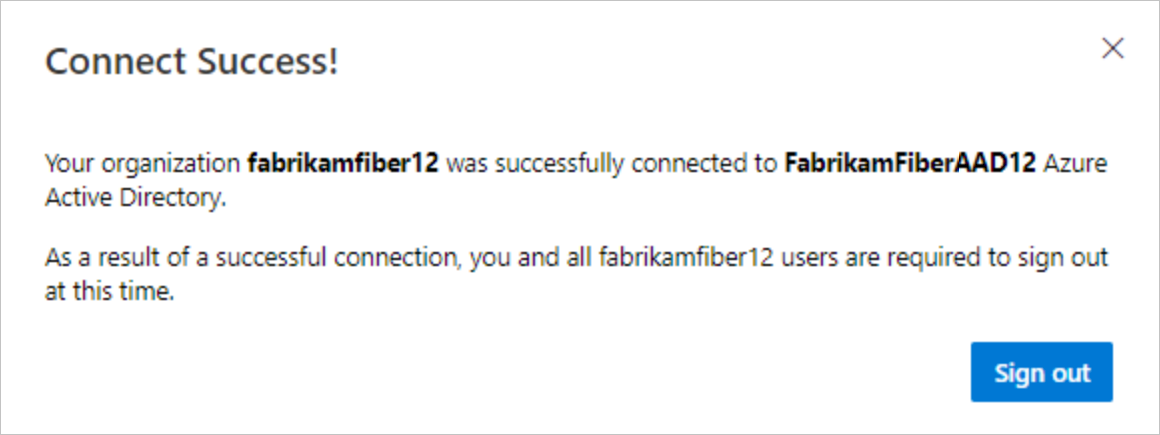 Connect Success!
Your organization fabrikamfiber12 was successfully connected to FabrikamFiberAAD12 Azure
Active Directory.
As a result of a successful connection, you and all fabrikamfiber12 users are required to sign out
at this time.
Sign out